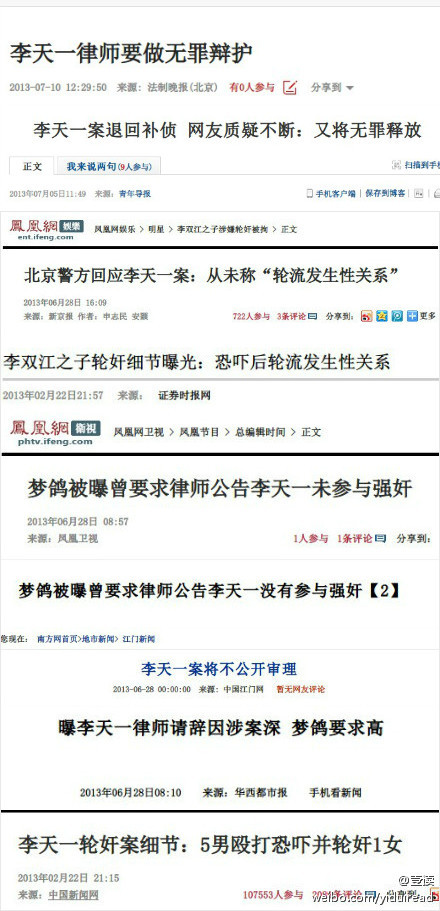 李天一律师要做无罪辩护
2013-07-10 12:29:50 来源: 法制晚报(北京) 有0人参与 分享到
李天一案退回补侦 网友质疑不断：又将无罪释放
正文 我来说两句(9人参与) 扫描到手机
2013年07月05日11:49 来源：青年导报 手机客户端 保存到博客
鳳凰網 娱樂 ent.ifeng.com 凤凰网娱乐 > 明星 > 李双江之子涉嫌轮奸被拘 > 正文
北京警方回应李天一案：从未称“轮流发生性关系”
2013年06月28日 16:09
来源：新京报 作者：申志民 安颖 722人参与 3条评论 分享到： 更多
李双江之子轮奸细节曝光：恐吓后轮流发生性关系
2013年02月22日21:57 来源： 证券时报网
鳳凰網 衛視 phtv.ifeng.com 凤凰网卫视 > 凤凰节目 > 总编辑时间 > 正文
梦鸽被曝曾要求律师公告李天一未参与强奸
2013年06月28日 08:57
来源：凤凰卫视 1人参与 1条评论 分享到：
梦鸽被曝曾要求律师公告李天一没有参与强奸【2】
您现在： 南方网首页>地市新闻> 江门新闻
李天一案将不公开审理
2013-06-28 00:00:00 来源: 中国江门网 暂无网友评论
曝李天一律师请辞因涉案深 梦鸽要求高
2013年06月28日08:10 来源：华西都市报 手机看新闻
李天一轮奸案细节：5男殴打恐吓并轮奸1女
2013年02月22日 21:15
来源：中国新闻网 107553人参与
@壹读
weibo.com/yiduread